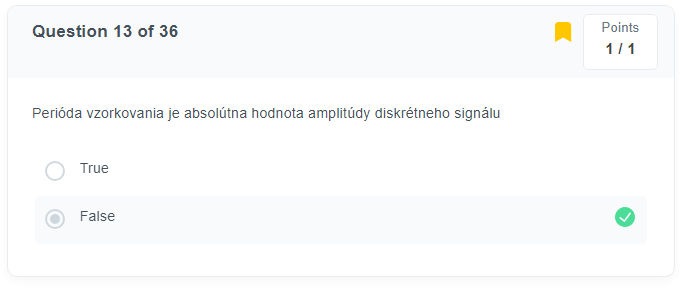 Question 13 of 36
Points
1 / 1
Perióda vzorkovania je absolútna hodnota amplitúdy diskrétneho signálu
True
False